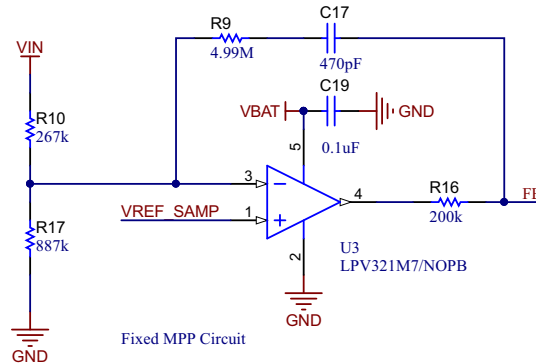 R9
4.99M
C17
470pF
VIN
R10
267k
C19
VBAT
GND
0.1uF
5
3
4
R16
200k
FB
VREF_SAMP
1
R17
887k
2
U3
LPV321M7/NOPB
GND
GND
Fixed MPP Circuit